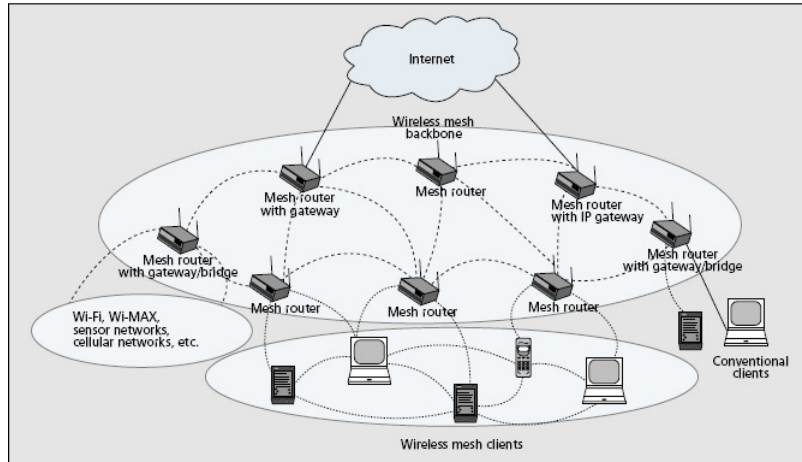 Internet
Wireless mesh
backbone
Mesh router
with gateway
Mesh router
Mesh router
with IP gateway
Mesh router
with gateway/bridge
Mesh router
with gateway/bridge
Mesh router
Mesh router
Mesh router
Wi-Fi, Wi-MAX,
sensor networks,
cellular networks, etc.
Conventional
clients
Wireless mesh clients